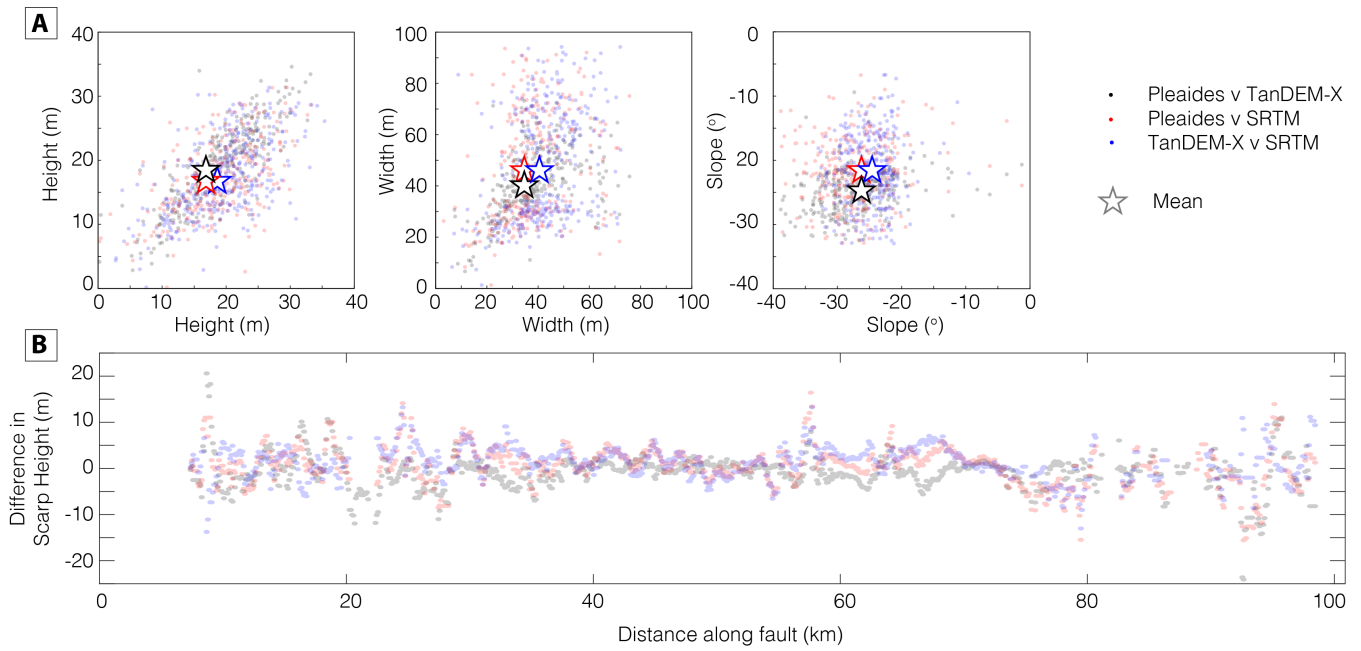 A
40
30
20
10
0
Height (m)
0 10 20 30 40
Height (m)
100
80
60
40
20
0
Width (m)
0 20 40 60 80 100
Width (m)
0
-10
-20
-30
-40
Slope (°)
-40 -30 -20 -10 0
Slope (°)
Pleaides v TanDEM-X
Pleaides v SRTM
TanDEM-X v SRTM
Mean
B
Difference in
Scarp Height (m)
20
10
0
-10
-20
0 20 40 60 80 100
Distance along fault (km)